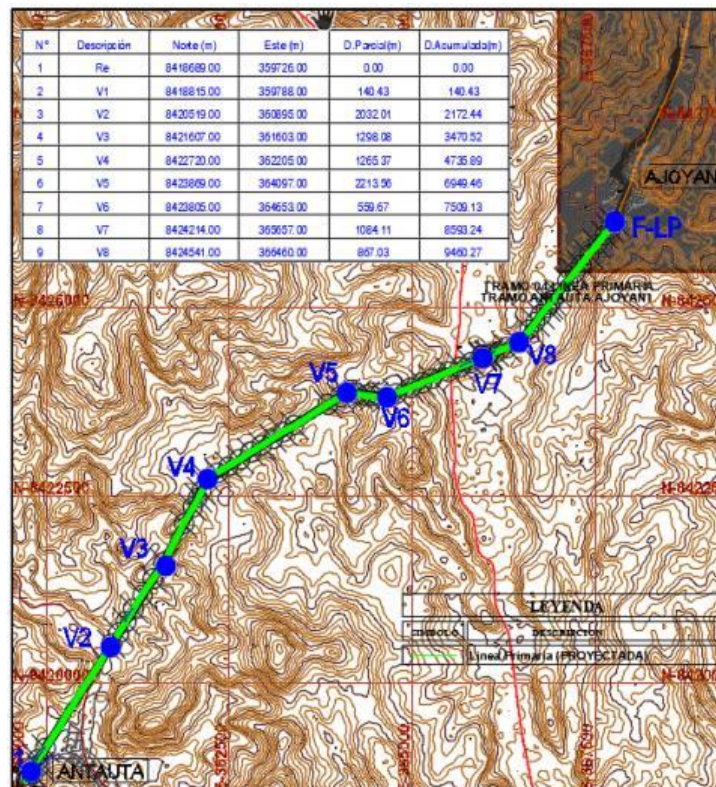 N° Descripción Norte (m) Este (m) D.Parcial(m) D.Acumulada(m)
1 Re 8418689.00 359726.00 0.00 0.00
2 V1 8418815.00 359788.00 140.43 140.43
3 V2 8420519.00 360895.00 2032.01 2172.44
4 V3 8421607.00 361603.00 1298.08 3470.52
5 V4 8422720.00 362205.00 1265.37 4735.89
6 V5 8423869.00 364097.00 2213.56 6949.46
7 V6 8423805.00 364653.00 559.67 7509.13
8 V7 8424214.00 365657.00 1084.11 8593.24
9 V8 8424541.00 366460.00 867.03 9460.27
AJOYANI
F-LP
TRAMO 04 LINEA PRIMARIA
TRAMO ANTAUTA AJOYANI
V8
V7
V5
V6
V4
N-8422500
V3
LEYENDA
SIMBOLO DESCRIPCION
Linea Primaria (PROYECTADA)
V2
N-8420000
ANTAUTA